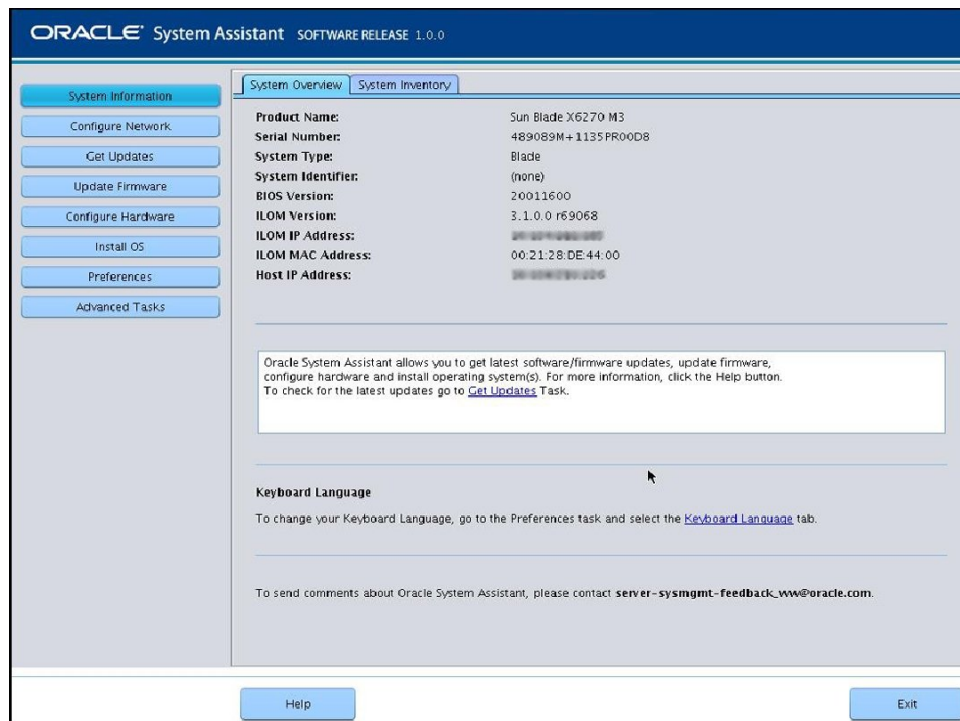 ORACLE System Assistant SOFTWARE RELEASE 1.0.0
System Information
Configure Network
Get Updates
Update Firmware
Configure Hardware
Install OS
Preferences
Advanced Tasks
System Overview System Inventory
Product Name: Sun Blade X6270 M3
Serial Number: 489089M+1135PR00D8
System Type: Blade
System Identifier: (none)
BIOS Version: 20011600
ILOM Version: 3.1.0.0 r69068
ILOM IP Address:
ILOM MAC Address: 00:21:28:DE:44:00
Host IP Address:
Oracle System Assistant allows you to get latest software/firmware updates, update firmware,
configure hardware and install operating system(s). For more information, click the Help button.
To check for the latest updates go to Get Updates Task.
Keyboard Language
To change your Keyboard Language, go to the Preferences task and select the Keyboard Language tab.
To send comments about Oracle System Assistant, please contact server-sysmgmt-feedback_ww@oracle.com.
Help Exit